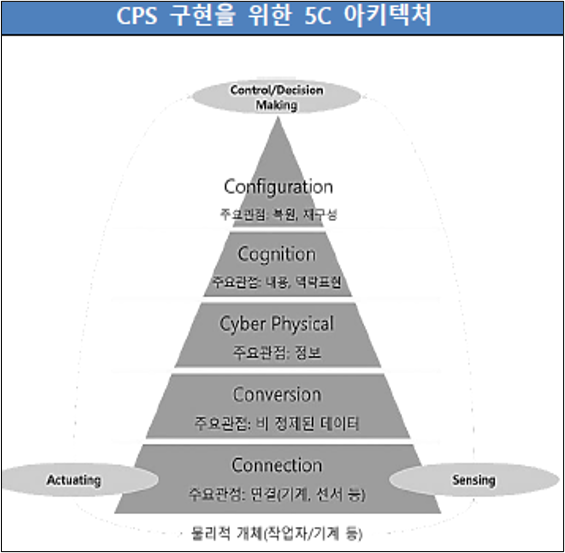 CPS 구현을 위한 5C 아키텍처
Control/Decision
Making
Configuration
주요관점: 복원, 재구성
Cognition
주요관점: 내용, 맥락표현
Cyber Physical
주요관점: 정보
Conversion
주요관점: 비 정제된 데이터
Actuating
Connection
Sensing
주요관점: 연결(기계, 센서 등)
물리적 개체(작업자/기계 등)